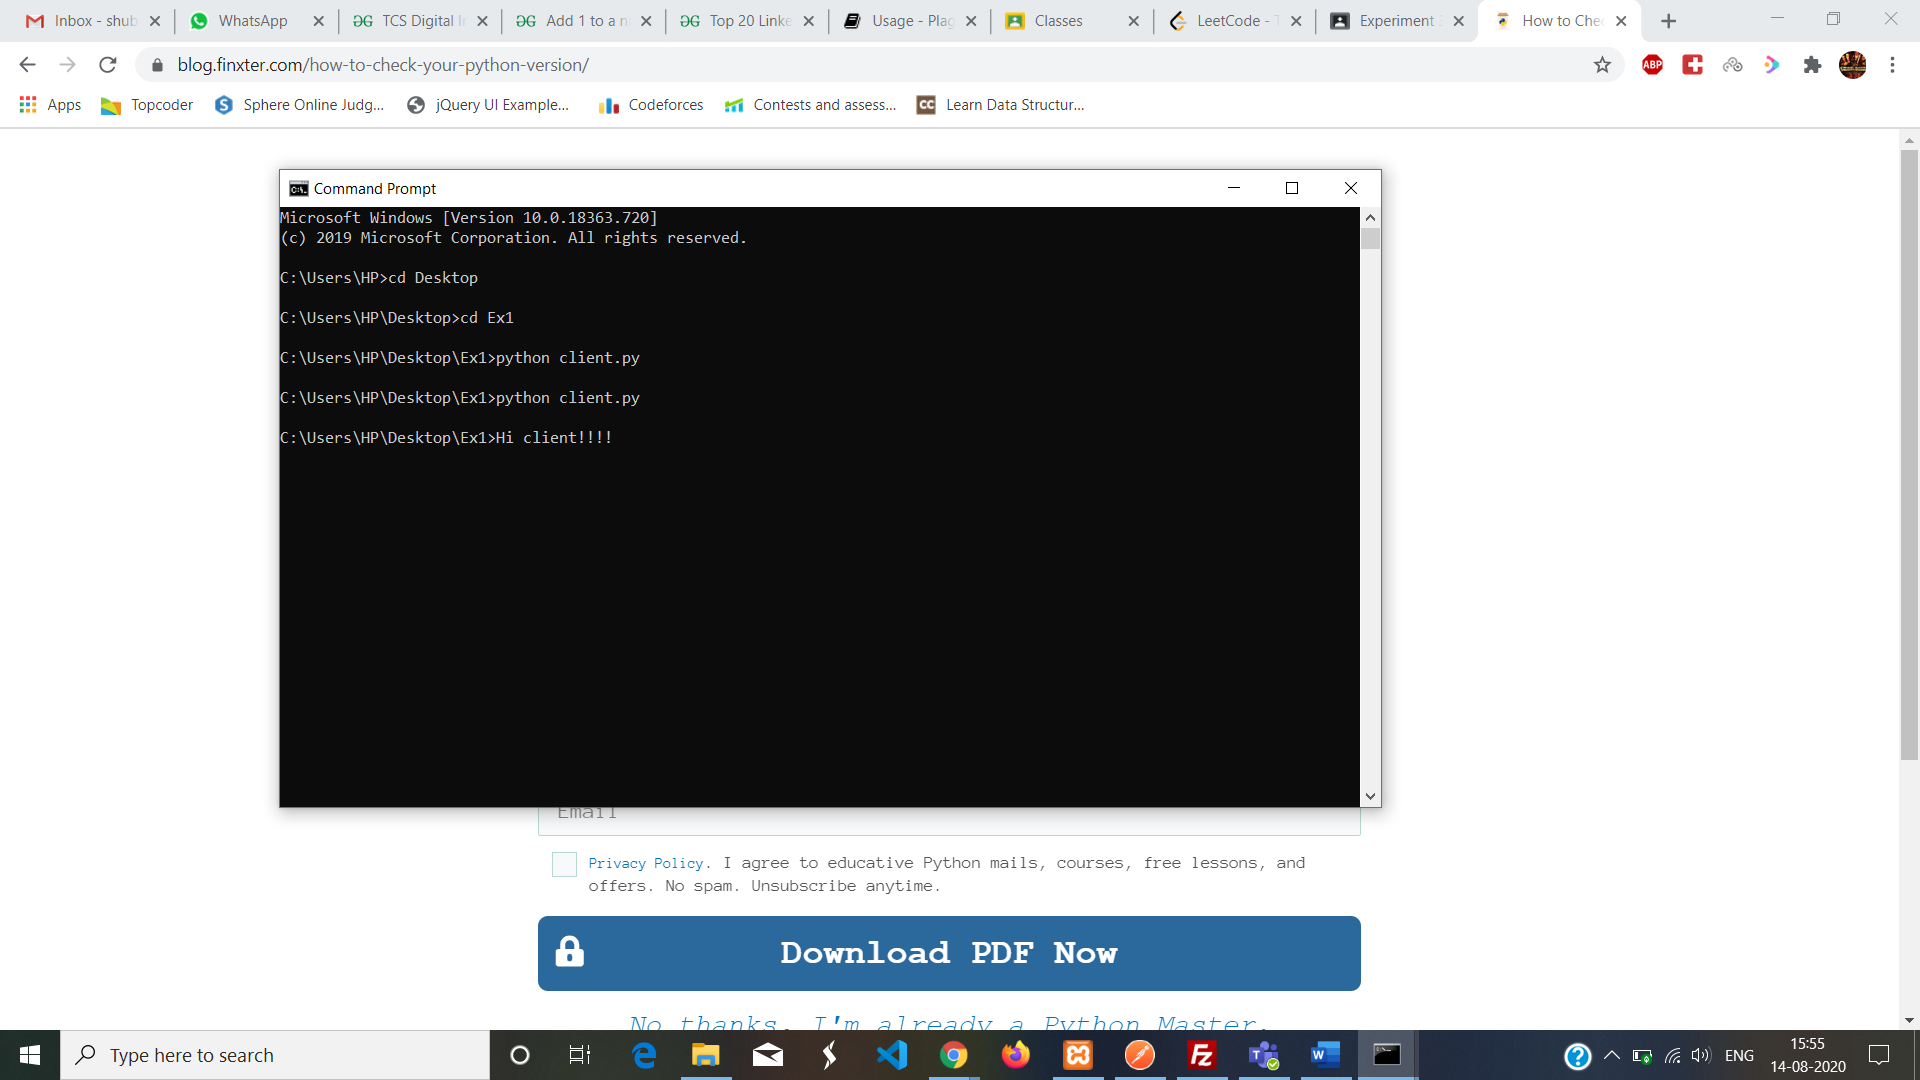 Inbox - shub
WhatsApp
TCS Digital I
Add 1 to a n
Top 20 Linke
Usage - Plag
Classes
LeetCode - T
Experiment
How to Chec
blog.finxter.com/how-to-check-your-python-version/
ABP
Apps
Topcoder
Sphere Online Judg...
jQuery UI Example...
Codeforces
CC
Contests and assess...
Learn Data Structur...
Command Prompt
Microsoft Windows [Version 10.0.18363.720]
(c) 2019 Microsoft Corporation. All rights reserved.
C:\Users\HP>cd Desktop
C:\Users\HP\Desktop>cd Ex1
C:\Users\HP\Desktop\Ex1>python client.py
C:\Users\HP\Desktop\Ex1>python client.py
C:\Users\HP\Desktop\Ex1>Hi client!!!!
Email
Privacy Policy. I agree to educative Python mails, courses, free lessons, and
offers. No spam. Unsubscribe anytime.
Download PDF Now
No thanks, I'm already a Python Master.
Type here to search
ENG
15:55
14-08-2020